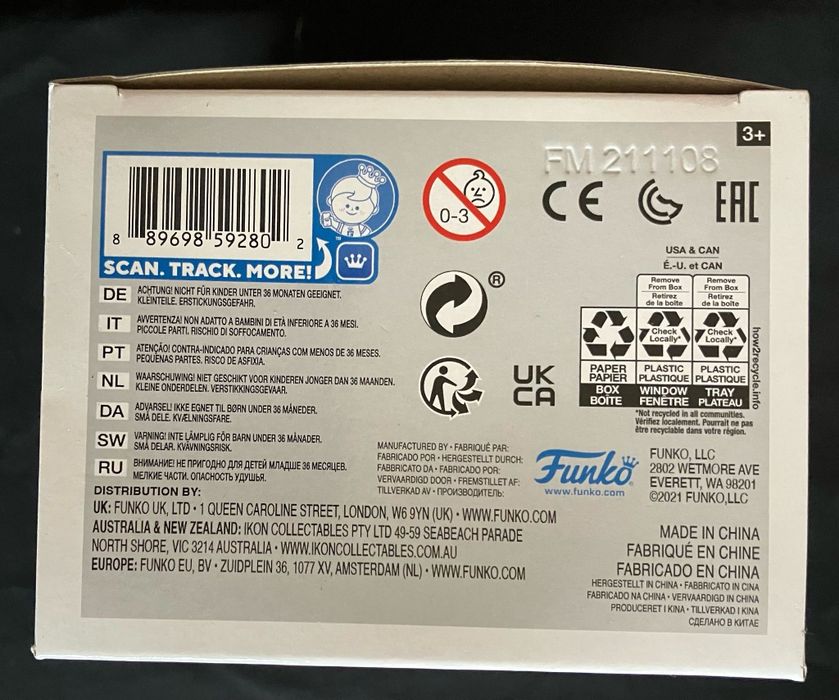 3+
FM 211108
8 89698 59280 2
™
SCAN. TRACK. MORE!
0-3
CE
EAC
®
UK
CA
USA & CAN
É.-U. et CAN
Remove From Box
Retirez de la boîte
Remove From Box
Retirez de la boîte
Check Locally*
Check Locally*
PAPER PAPIER
PLASTIC PLASTIQUE
PLASTIC PLASTIQUE
BOX BOÎTE
WINDOW FENÊTRE
TRAY PLATEAU
how2recycle.info
*Not recycled in all communities.
Vérifiez localement. Pourrait ne pas
être recyclable dans votre région.
DE ACHTUNG! NICHT FÜR KINDER UNTER 36 MONATEN GEEIGNET.
KLEINTEILE. ERSTICKUNGSGEFAHR.
IT AVVERTENZA! NON ADATTO A BAMBINI DI ETÀ INFERIORE A 36 MESI.
PICCOLE PARTI. RISCHIO DI SOFFOCAMENTO.
PT ATENÇÃO! CONTRA-INDICADO PARA CRIANÇAS COM MENOS DE 36 MESES.
PEQUENAS PARTES. RISCO DE ASFIXIA.
NL WAARSCHUWING! NIET GESCHIKT VOOR KINDEREN JONGER DAN 36 MAANDEN.
KLEINE ONDERDELEN. VERSTIKKINGSGEVAAR.
DA ADVARSEL! IKKE EGNET TIL BØRN UNDER 36 MÅNEDER.
SMÅ DELE. KVÆLNINGSFARE.
SW VARNING! INTE LÄMPLIG FÖR BARN UNDER 36 MÅNADER.
SMÅ DELAR. KVÄVNINGSRISK.
RU ВНИМАНИЕ! НЕ ПРИГОДНО ДЛЯ ДЕТЕЙ МЛАДШЕ 36 МЕСЯЦЕВ.
МЕЛКИЕ ЧАСТИ. ОПАСНОСТЬ УДУШЬЯ.
MANUFACTURED BY • FABRIQUÉ PAR:
FABRICADO POR • HERGESTELLT DURCH:
FABBRICATO DA • FABRICADO POR:
VERVAARDIGD DOOR • FREMSTILLET AF:
TILLVERKAD AV • ПРОИЗВОДИТЕЛЬ:
Funko
www.funko.com
FUNKO, LLC
2802 WETMORE AVE
EVERETT, WA 98201
©2021 FUNKO,LLC
DISTRIBUTION BY:
UK: FUNKO UK, LTD • 1 QUEEN CAROLINE STREET, LONDON, W6 9YN (UK) • WWW.FUNKO.COM
AUSTRALIA & NEW ZEALAND: IKON COLLECTABLES PTY LTD 49-59 SEABEACH PARADE
NORTH SHORE, VIC 3214 AUSTRALIA • WWW.IKONCOLLECTABLES.COM.AU
EUROPE: FUNKO EU, BV • ZUIDPLEIN 36, 1077 XV, AMSTERDAM (NL) • WWW.FUNKO.COM
MADE IN CHINA
FABRIQUÉ EN CHINE
FABRICADO EN CHINA
HERGESTELLT IN CHINA • FABBRICATO IN CINA
FABRICADO NA CHINA • VERVAARDIGD IN CHINA
PRODUCERET I KINA • TILLVERKAD I KINA
СДЕЛАНО В КИТАЕ